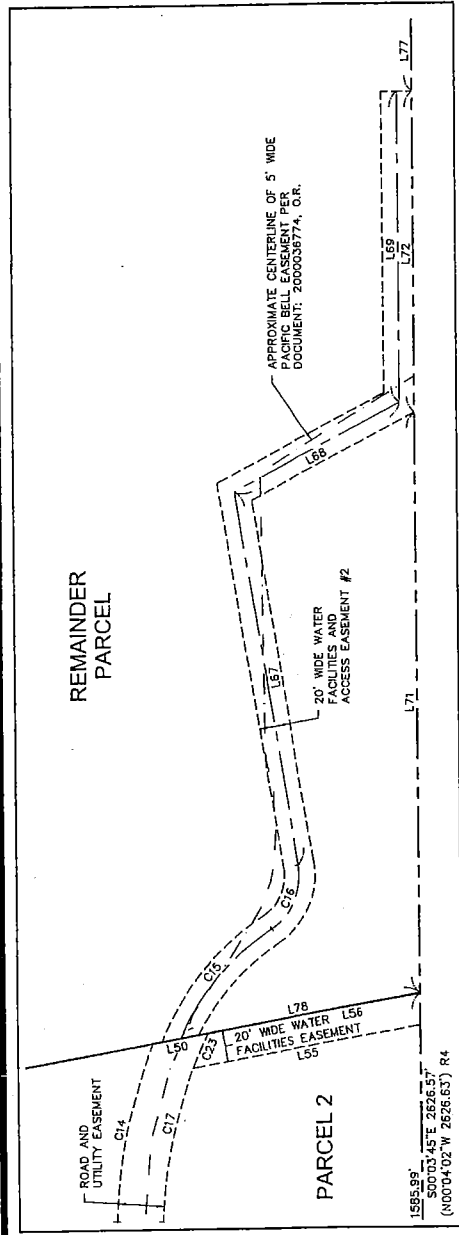 REMAINDER
PARCEL
APPROXIMATE CENTERLINE OF 5' WIDE
PACIFIC BELL EASEMENT PER
DOCUMENT: 2000036774, O.R.
ROAD AND
UTILITY EASEMENT
C14
C17
L50
C23
C15
C16
L67
L68
L69
L72
L77
20' WIDE WATER
FACILITIES AND
ACCESS EASEMENT #2
L78
20' WIDE WATER
FACILITIES EASEMENT
L56
L55
L71
PARCEL 2
1585.99'
S00°03'45"E 2626.57'
(N00°04'02"W 2626.63') R4